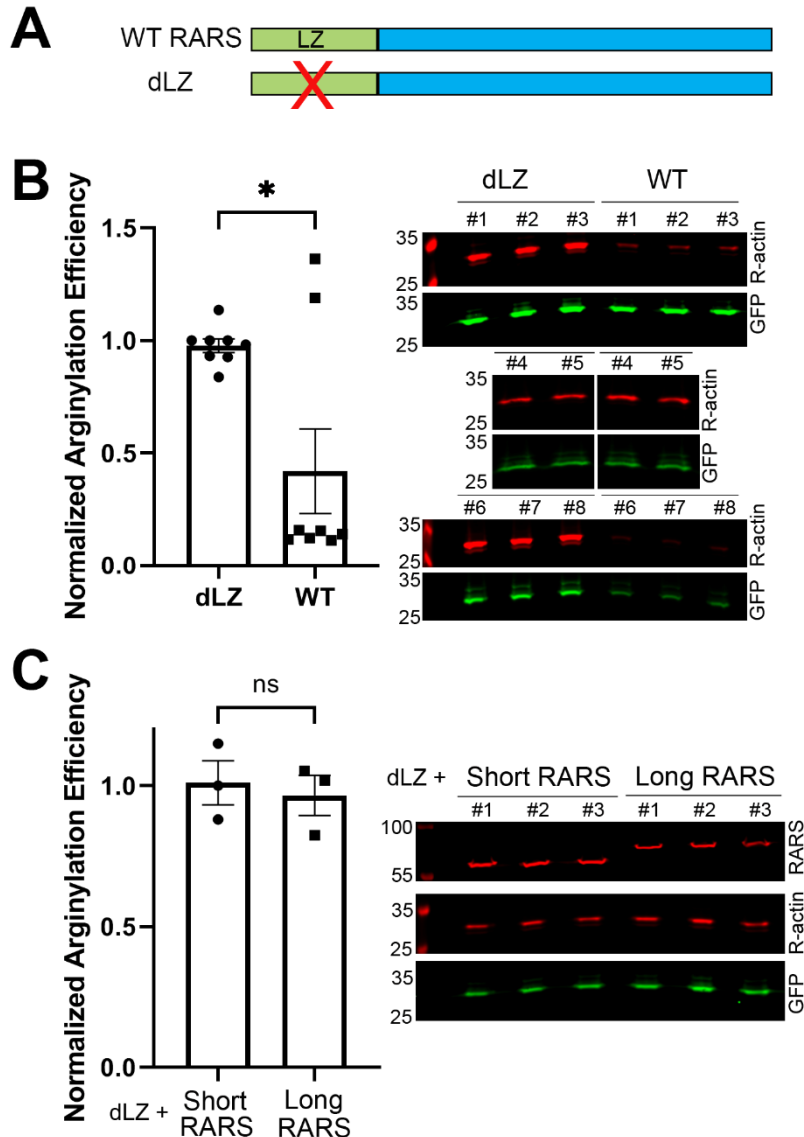 A
WT RARS
LZ
dLZ
B
*
Normalized Arginylation Efficiency
1.5
1.0
0.5
0.0
dLZ
WT
dLZ WT
#1 #2 #3 #1 #2 #3
35
25
R-actin
35
25
GFP
#4 #5 #4 #5
35
25
R-actin
35
25
GFP
#6 #7 #8 #6 #7 #8
35
25
R-actin
35
25
GFP
C
ns
Normalized Arginylation Efficiency
1.0
0.5
0.0
dLZ +
Short
RARS
Long
RARS
dLZ + Short RARS Long RARS
#1 #2 #3 #1 #2 #3
100
55
RARS
35
25
R-actin
35
25
GFP